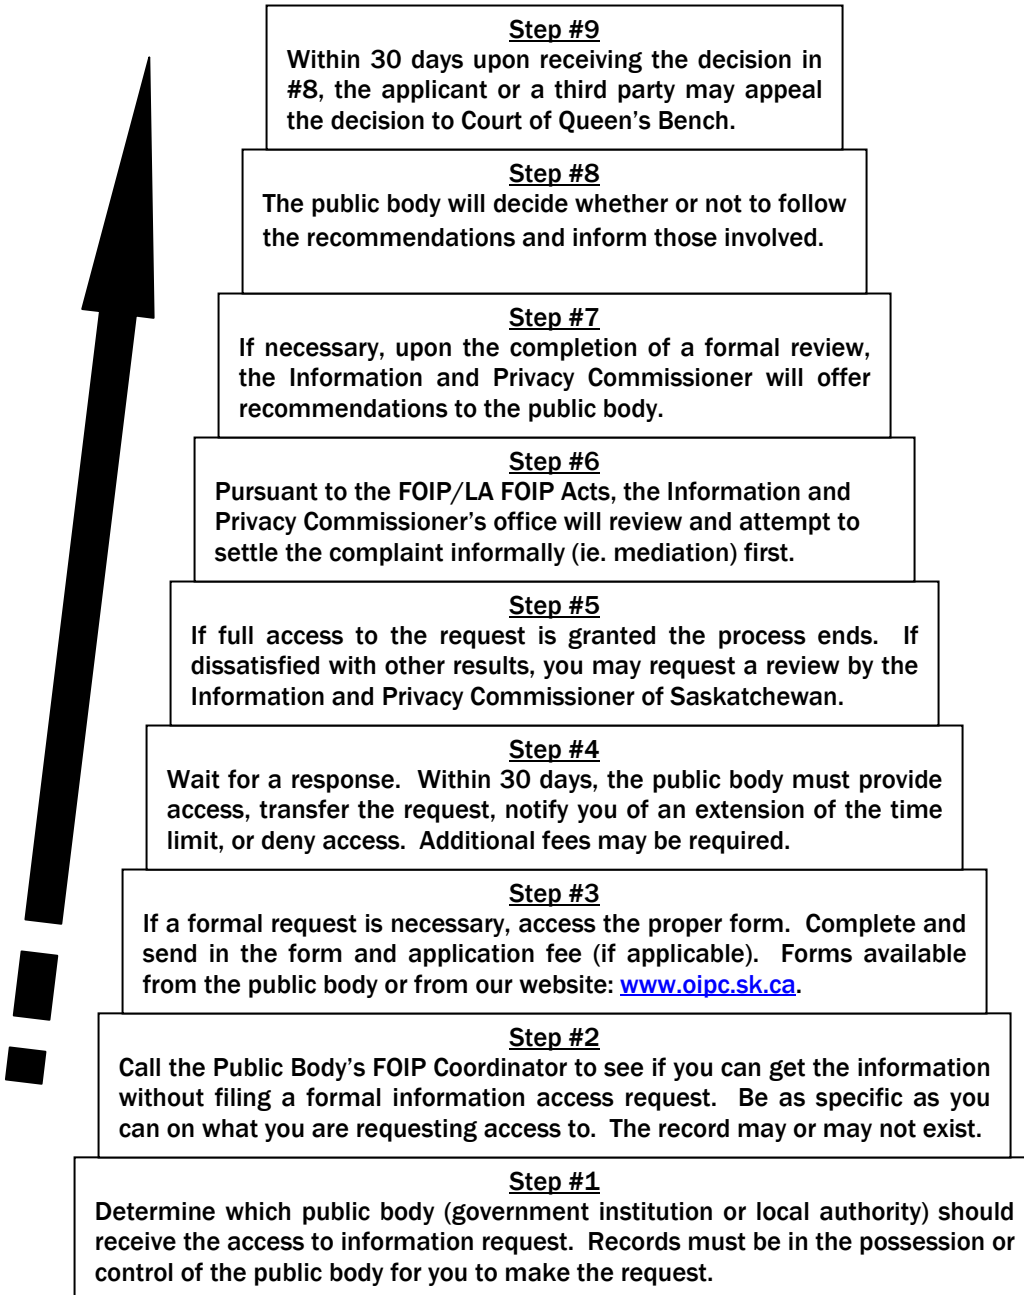 Step #9
Within 30 days upon receiving the decision in
#8, the applicant or a third party may appeal
the decision to Court of Queen's Bench.
Step #8
The public body will decide whether or not to follow
the recommendations and inform those involved.
Step #7
If necessary, upon the completion of a formal review,
the Information and Privacy Commissioner will offer
recommendations to the public body.
Step #6
Pursuant to the FOIP/LA FOIP Acts, the Information and
Privacy Commissioner's office will review and attempt to
settle the complaint informally (ie. mediation) first.
Step #5
If full access to the request is granted the process ends.  If
dissatisfied with other results, you may request a review by the
Information and Privacy Commissioner of Saskatchewan.
Step #4
Wait for a response.  Within 30 days, the public body must provide
access, transfer the request, notify you of an extension of the time
limit, or deny access.  Additional fees may be required.
Step #3
If a formal request is necessary, access the proper form.  Complete and
send in the form and application fee (if applicable).  Forms available
from the public body or from our website: www.oipc.sk.ca.
Step #2
Call the Public Body's FOIP Coordinator to see if you can get the information
without filing a formal information access request.  Be as specific as you
can on what you are requesting access to.  The record may or may not exist.
Step #1
Determine which public body (government institution or local authority) should
receive the access to information request.  Records must be in the possession or
control of the public body for you to make the request.